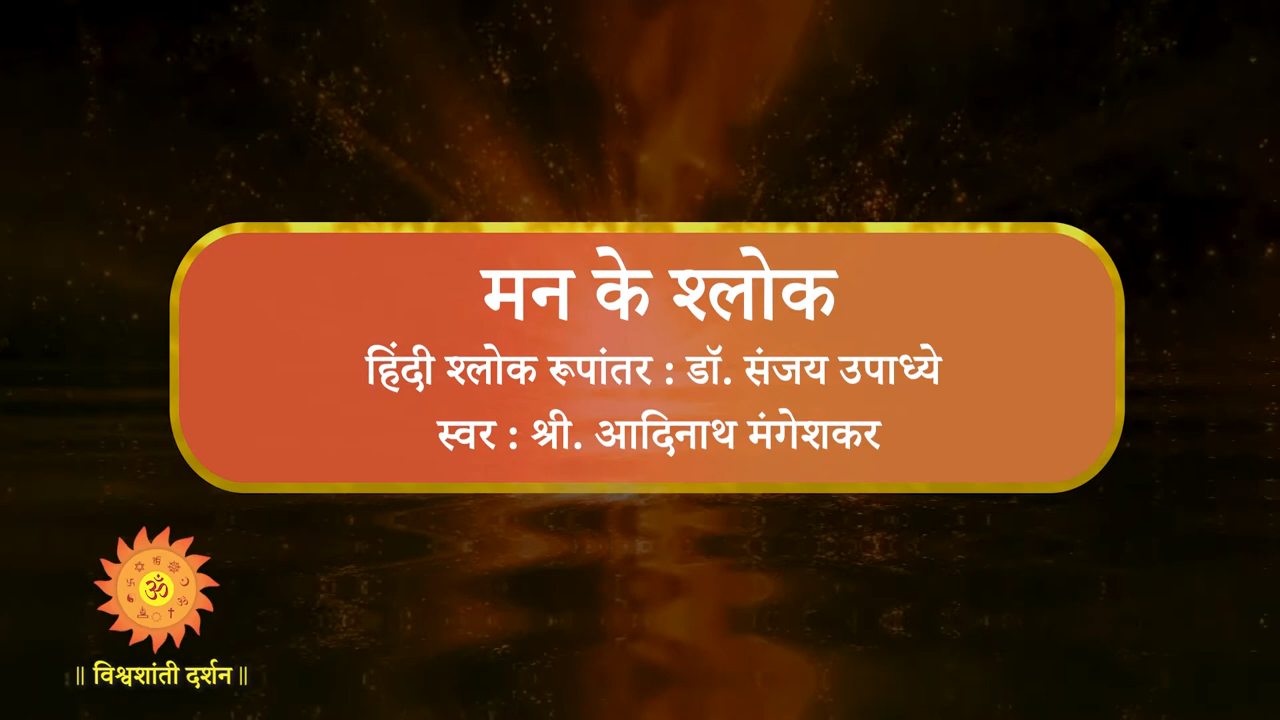 मन के श्लोक
हिंदी श्लोक रूपांतर : डॉ. संजय उपाध्ये
स्वर : श्री. आदिनाथ मंगेशकर
ॐ
॥ विश्वशांती दर्शन ॥